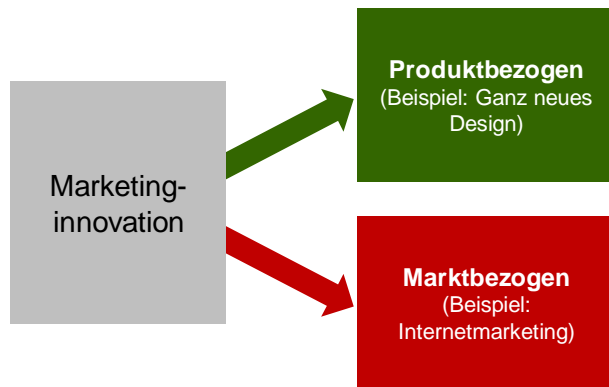 Marketing-
innovation
Produktbezogen
(Beispiel: Ganz neues
Design)
Marktbezogen
(Beispiel:
Internetmarketing)